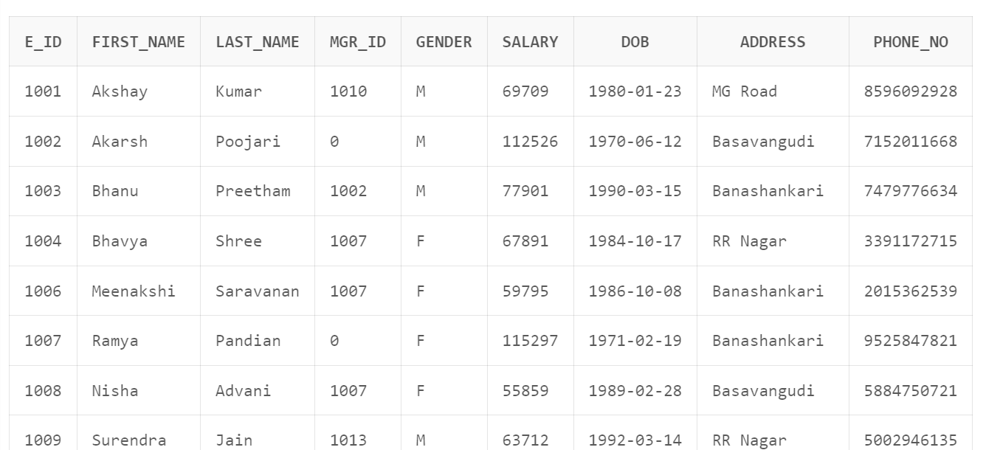 E_ID FIRST_NAME LAST_NAME MGR_ID GENDER SALARY DOB ADDRESS PHONE_NO
1001 Akshay Kumar 1010 M 69709 1980-01-23 MG Road 8596092928
1002 Akarsh Poojari 0 M 112526 1970-06-12 Basavangudi 7152011668
1003 Bhanu Preetham 1002 M 77901 1990-03-15 Banashankari 7479776634
1004 Bhavya Shree 1007 F 67891 1984-10-17 RR Nagar 3391172715
1006 Meenakshi Saravanan 1007 F 59795 1986-10-08 Banashankari 2015362539
1007 Ramya Pandian 0 F 115297 1971-02-19 Banashankari 9525847821
1008 Nisha Advani 1007 F 55859 1989-02-28 Basavangudi 5884750721
1009 Surendra Jain 1013 M 63712 1992-03-14 RR Nagar 5002946135